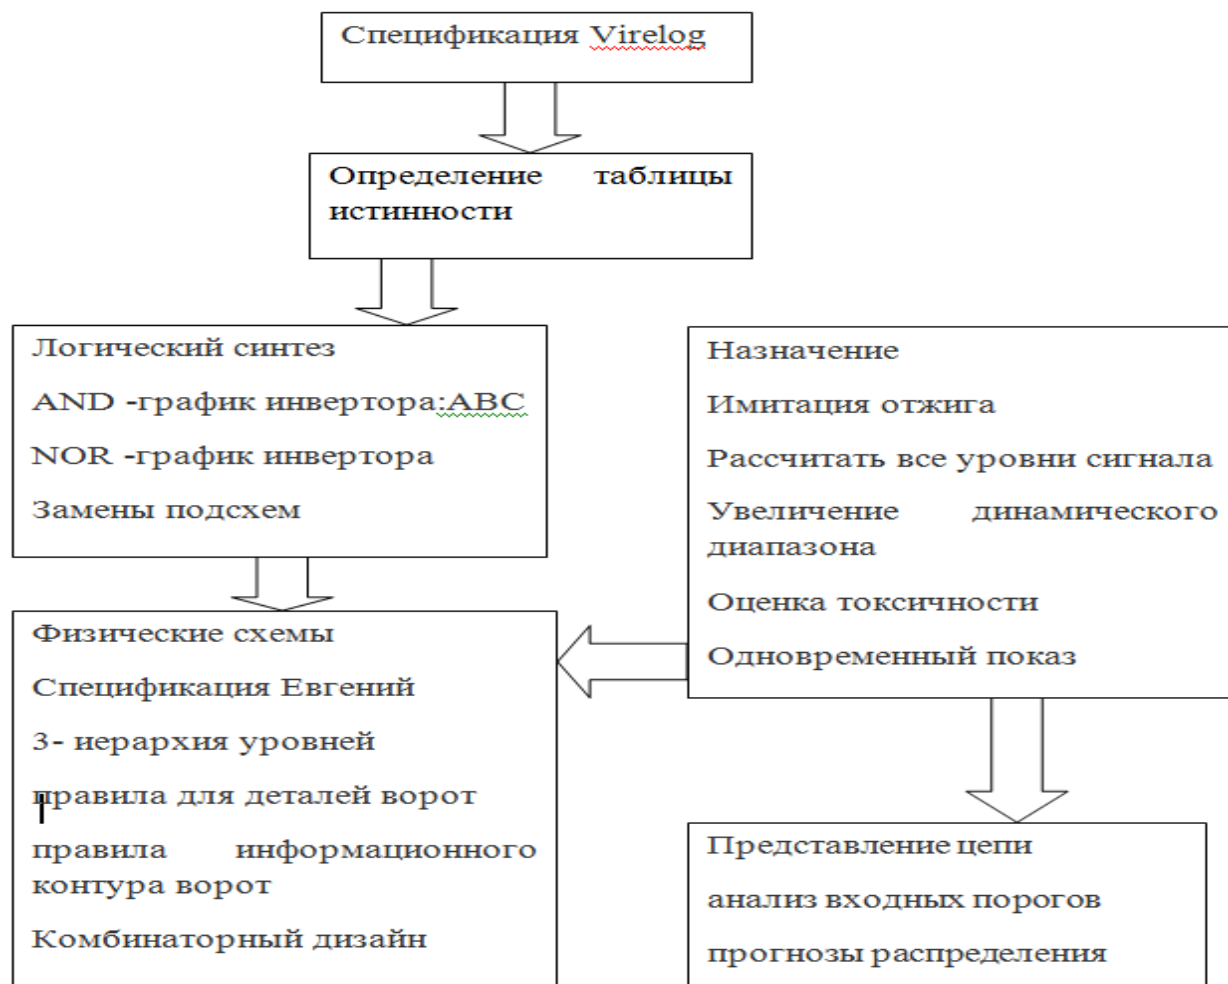 Спецификация Virelog
Определение таблицы
истинности
Логический синтез
AND -график инвертора:ABC
NOR -график инвертора
Замены подсхем
Назначение
Имитация отжига
Рассчитать все уровни сигнала
Увеличение динамического
диапазона
Оценка токсичности
Одновременный показ
Физические схемы
Спецификация Евгений
3- иерархия уровней
правила для деталей ворот
правила информационного
контура ворот
Комбинаторный дизайн
Представление цепи
анализ входных порогов
прогнозы распределения